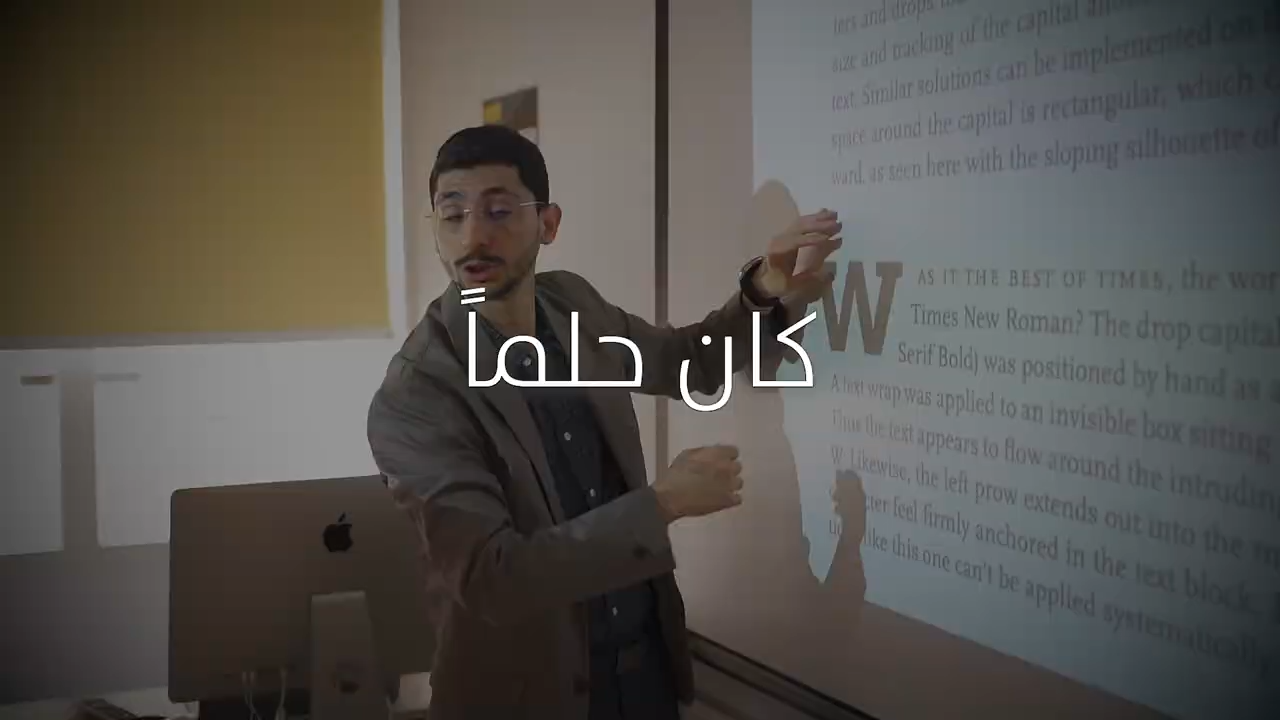 size and tracking of the capital
text. Similar solutions can be implemented on
space around the capital is rectangular, which
ward, as seen here with the sloping silhouette of
WAS IT THE BEST OF TIMES, the
Times New Roman? The drop
Serif Bold) was positioned by hand as
A text wrap was applied to an invisible box sitting
Thus the text appears to flow around the
W. Likewise, the left prow extends out into the
feel firmly anchored in the text block.
like this one can't be applied systematically
كان حلماً